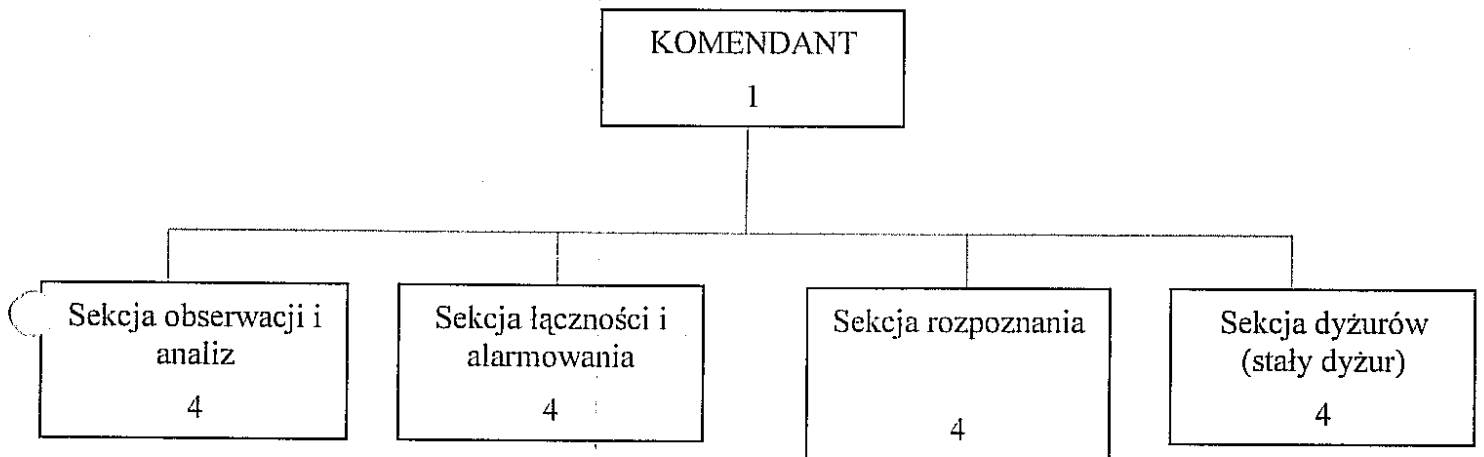 KOMENDANT
1
Sekcja obserwacji i
analiz
4
Sekcja łączności i
alarmowania
4
Sekcja rozpoznania
4
Sekcja dyżurów
(stały dyżur)
4